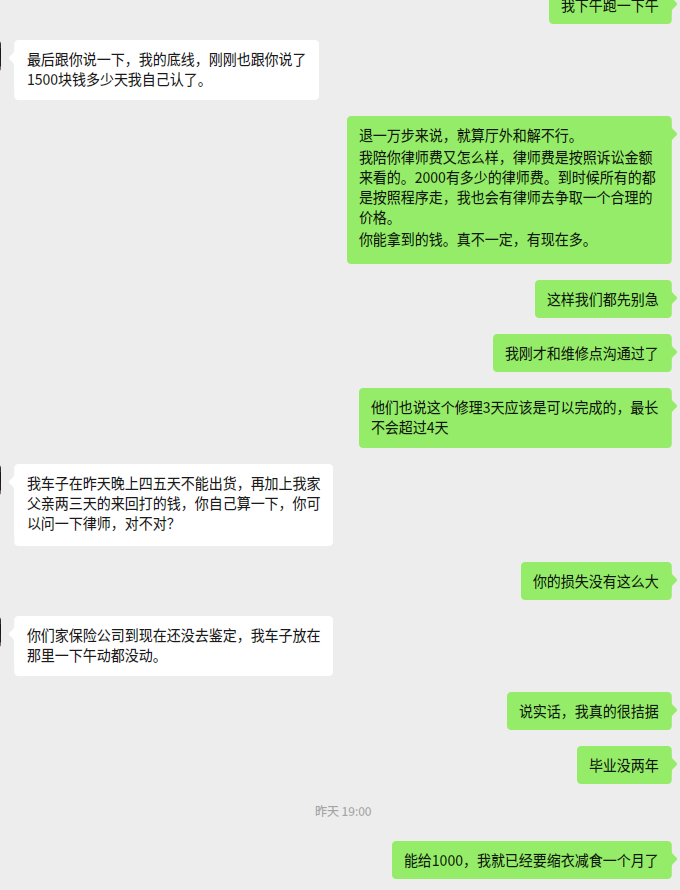 我下午跑一下午
最后跟你说一下，我的底线，刚刚也跟你说了
1500块钱多少天我自己认了。
退一万步来说，就算厅外和解不行。
我陪你律师费又怎么样，律师费是按照诉讼金额
来看的。2000有多少的律师费。到时候所有的都
是按照程序走，我也会有律师去争取一个合理的
价格。
你能拿到的钱。真不一定，有现在多。
这样我们都先别急
我刚才和维修点沟通过了
他们也说这个修理3天应该是可以完成的，最长
不会超过4天
我车子在昨天晚上四五天不能出货，再加上我家
父亲两三天的来回打的钱，你自己算一下，你可
以问一下律师，对不对？
你的损失没有这么大
你们家保险公司到现在还没去鉴定，我车子放在
那里一下午动都没动。
说实话，我真的很拮据
毕业没两年
昨天 19:00
能给1000，我就已经要缩衣减食一个月了